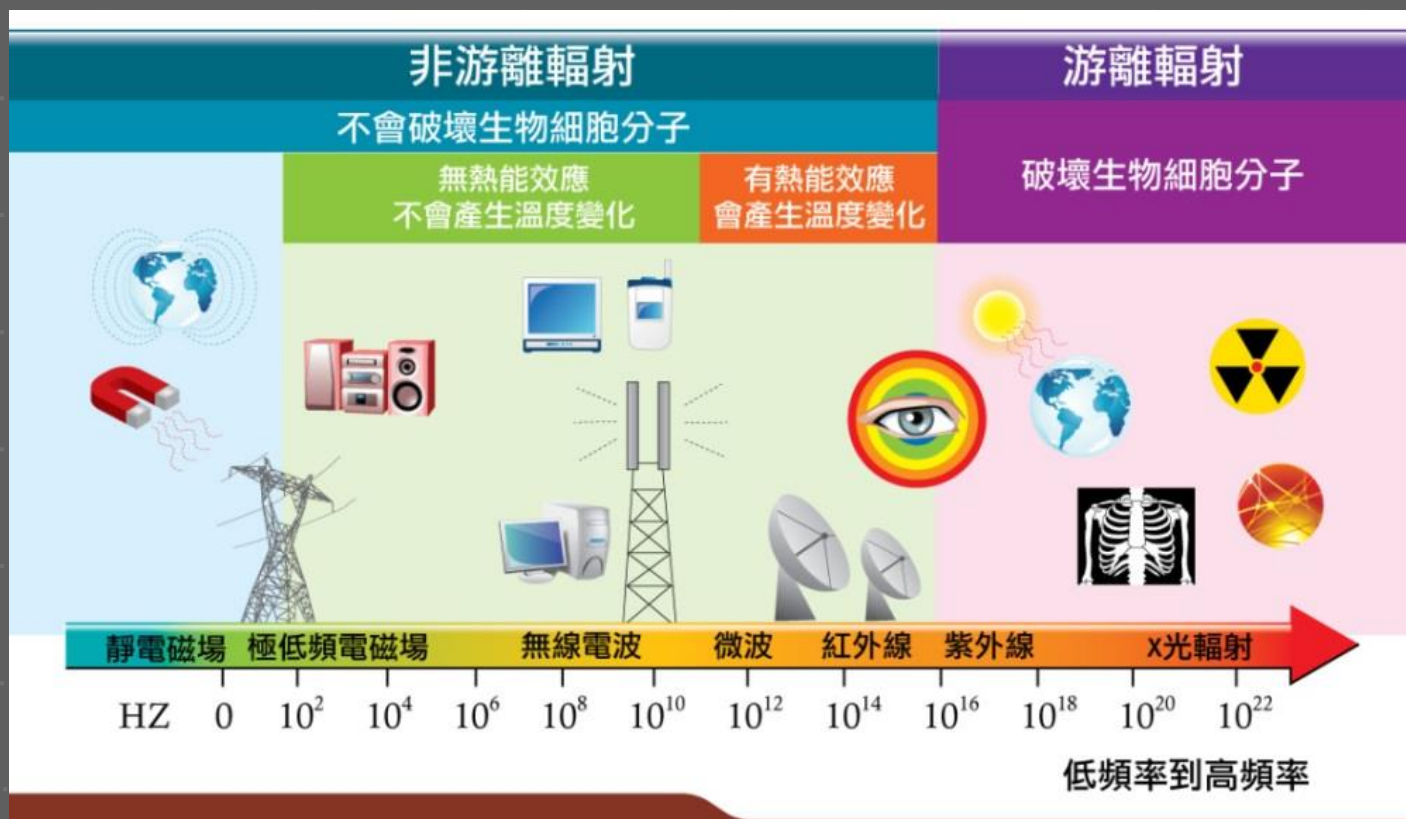 非游離輻射
游離輻射
不會破壞生物細胞分子
破壞生物細胞分子
無熱能效應
不會產生溫度變化
有熱能效應
會產生溫度變化
靜電磁場 極低頻電磁場 無線電波 微波 紅外線 紫外線 X光輻射
HZ 0 10² 10⁴ 10⁶ 10⁸ 10¹⁰ 10¹² 10¹⁴ 10¹⁶ 10¹⁸ 10²⁰ 10²²
低頻率到高頻率